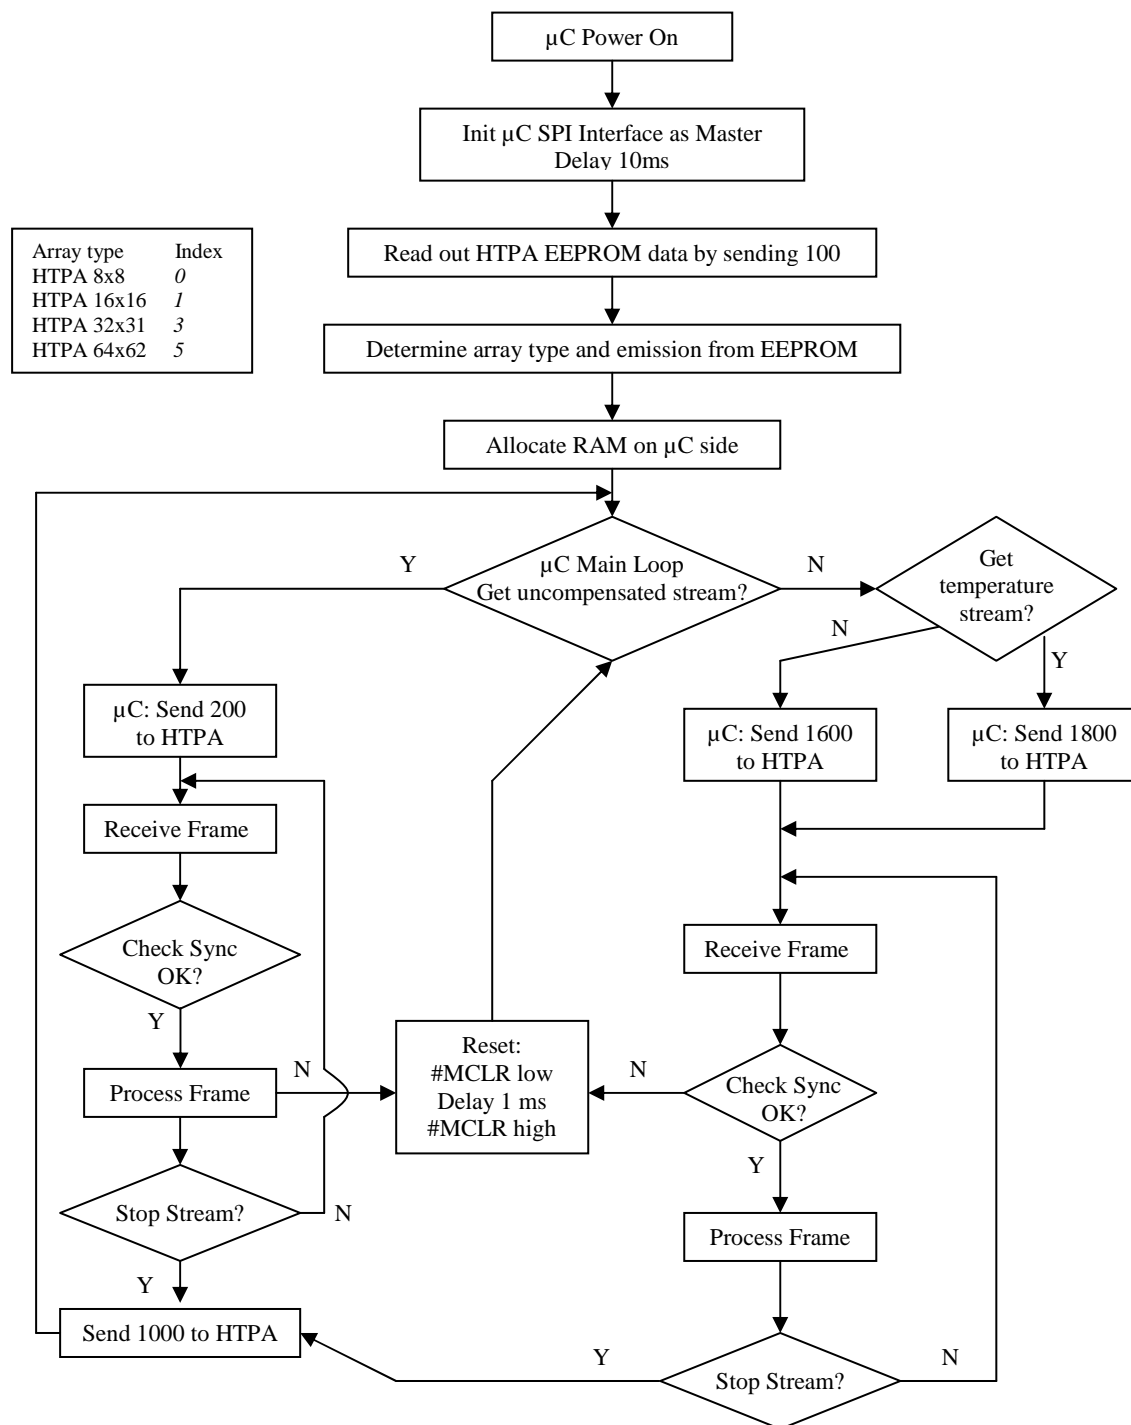 µC Power On
Init µC SPI Interface as Master
Delay 10ms
Read out HTPA EEPROM data by sending 100
Array type Index
HTPA 8x8 0
HTPA 16x16 1
HTPA 32x31 3
HTPA 64x62 5
Determine array type and emission from EEPROM
Allocate RAM on µC side
µC Main Loop
Get uncompensated stream?
Y
N
Get
temperature
stream?
N
Y
µC: Send 200
to HTPA
µC: Send 1600
to HTPA
µC: Send 1800
to HTPA
Receive Frame
Check Sync
OK?
Y
Process Frame
N
Stop Stream?
N
Y
Send 1000 to HTPA
Reset:
#MCLR low
Delay 1 ms
#MCLR high
Receive Frame
Check Sync
OK?
N
Y
Process Frame
Stop Stream?
Y
N